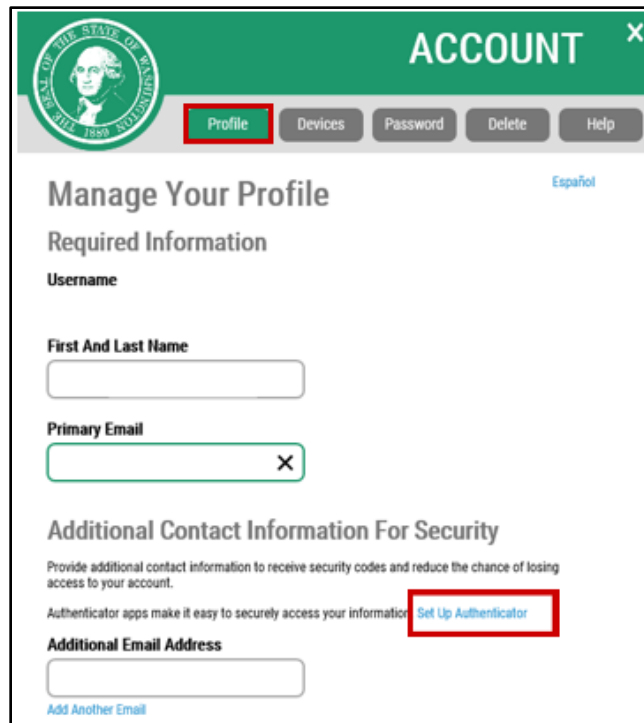 THE SEAL OF THE STATE OF WASHINGTON
1889
ACCOUNT
Profile
Devices
Password
Delete
Help
Manage Your Profile
Español
Required Information
Username
First And Last Name
Primary Email
Additional Contact Information For Security
Provide additional contact information to receive security codes and reduce the chance of losing
access to your account.
Authenticator apps make it easy to securely access your information Set Up Authenticator
Additional Email Address
Add Another Email